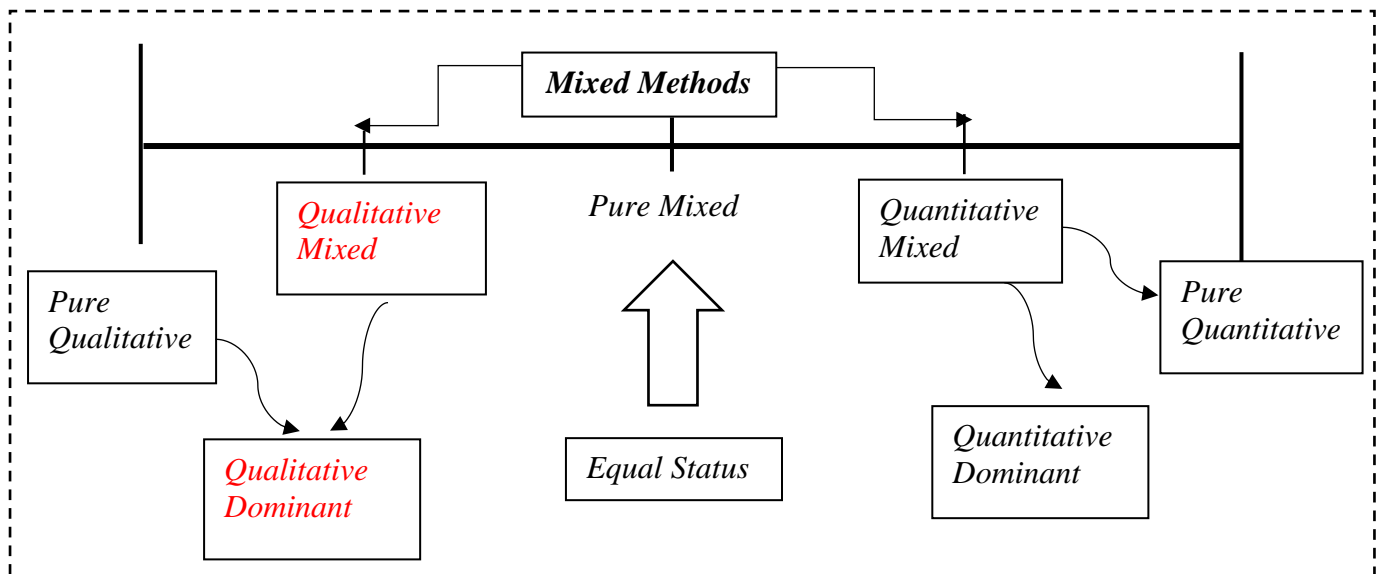 Mixed Methods
Qualitative
Mixed
Pure Mixed
Quantitative
Mixed
Pure
Qualitative
Pure
Quantitative
Qualitative
Dominant
Equal Status
Quantitative
Dominant